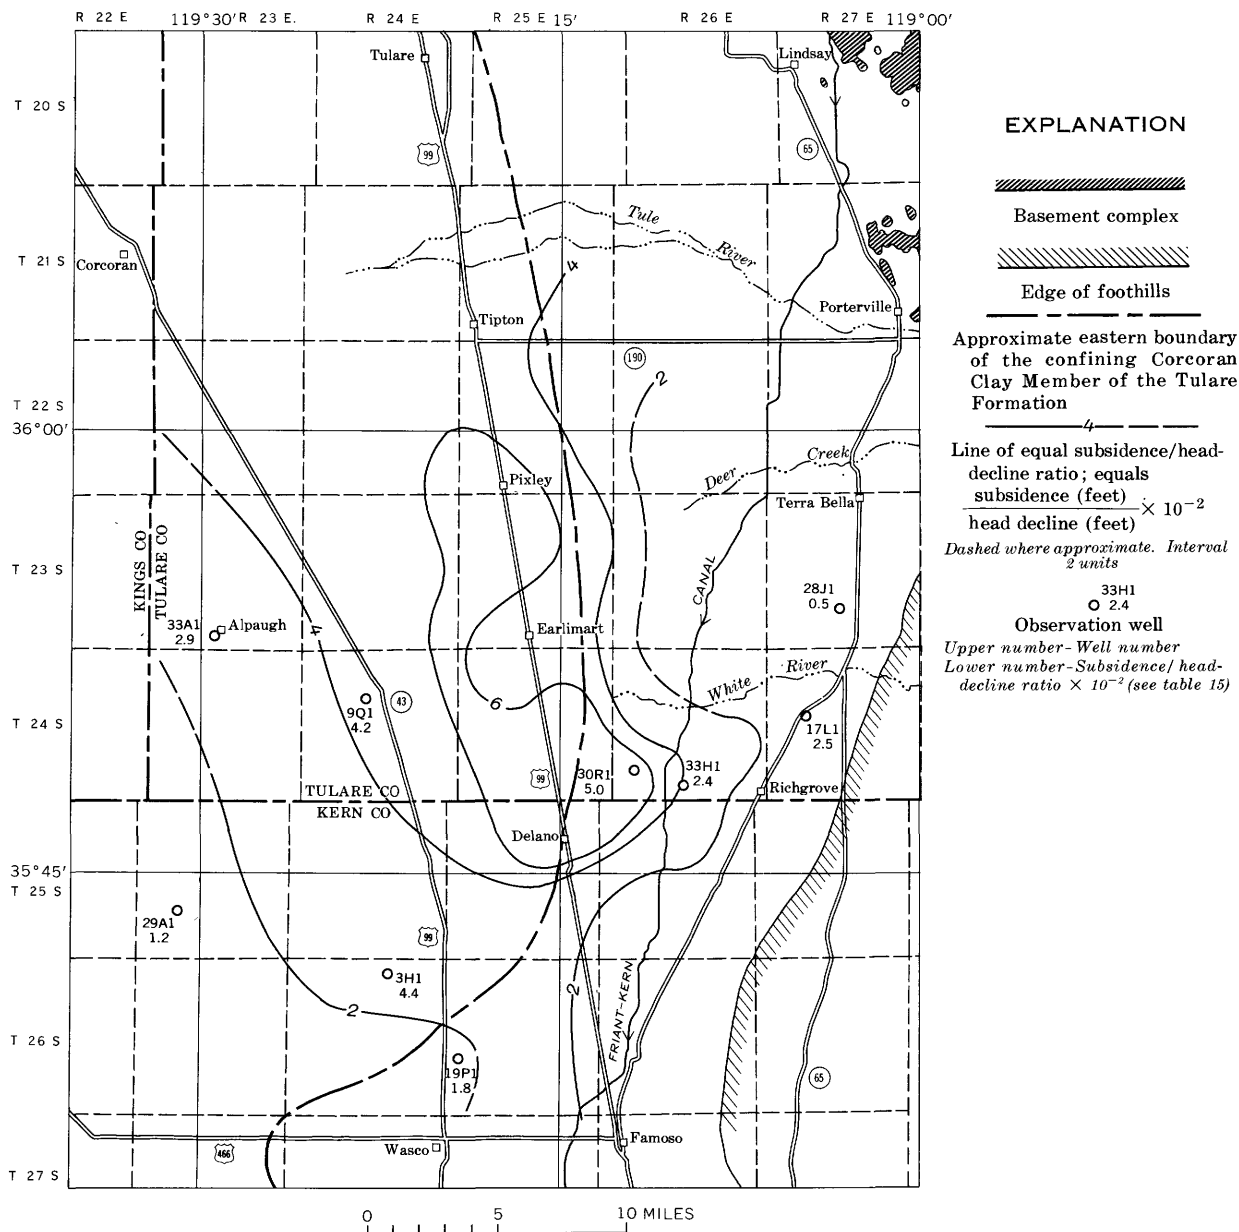 R 22 E 119°30' R 23 E. R 24 E R 25 E 15' R 26 E R 27 E 119°00'
Tulare
Lindsay
T 20 S
99
65
Tule
River
T 21 S
Corcoran
4
Porterville
Tipton
190
T 22 S
36°00'
2
Deer
Creek
Pixley
Terra Bella
KINGS CO
TULARE CO
T 23 S
CANAL
28J1
0.5
33A1
2.9
Alpaugh
4
Earlimart
White
River
6
T 24 S
9Q1
4.2
43
17L1
2.5
99
30R1
5.0
33H1
2.4
Richgrove
TULARE CO
KERN CO
Delano
35°45'
T 25 S
29A1
1.2
99
3H1
4.4
2
2
FRIANT-KERN
T 26 S
19P1
1.8
65
466
Wasco
Famoso
T 27 S
0 5 10 MILES
EXPLANATION
Basement complex
Edge of foothills
Approximate eastern boundary
of the confining Corcoran
Clay Member of the Tulare
Formation
4
Line of equal subsidence/head-
decline ratio; equals
subsidence (feet)
head decline (feet) × 10⁻²
Dashed where approximate. Interval
2 units
33H1
2.4
Observation well
Upper number-Well number
Lower number-Subsidence/head-
decline ratio × 10⁻² (see table 15)